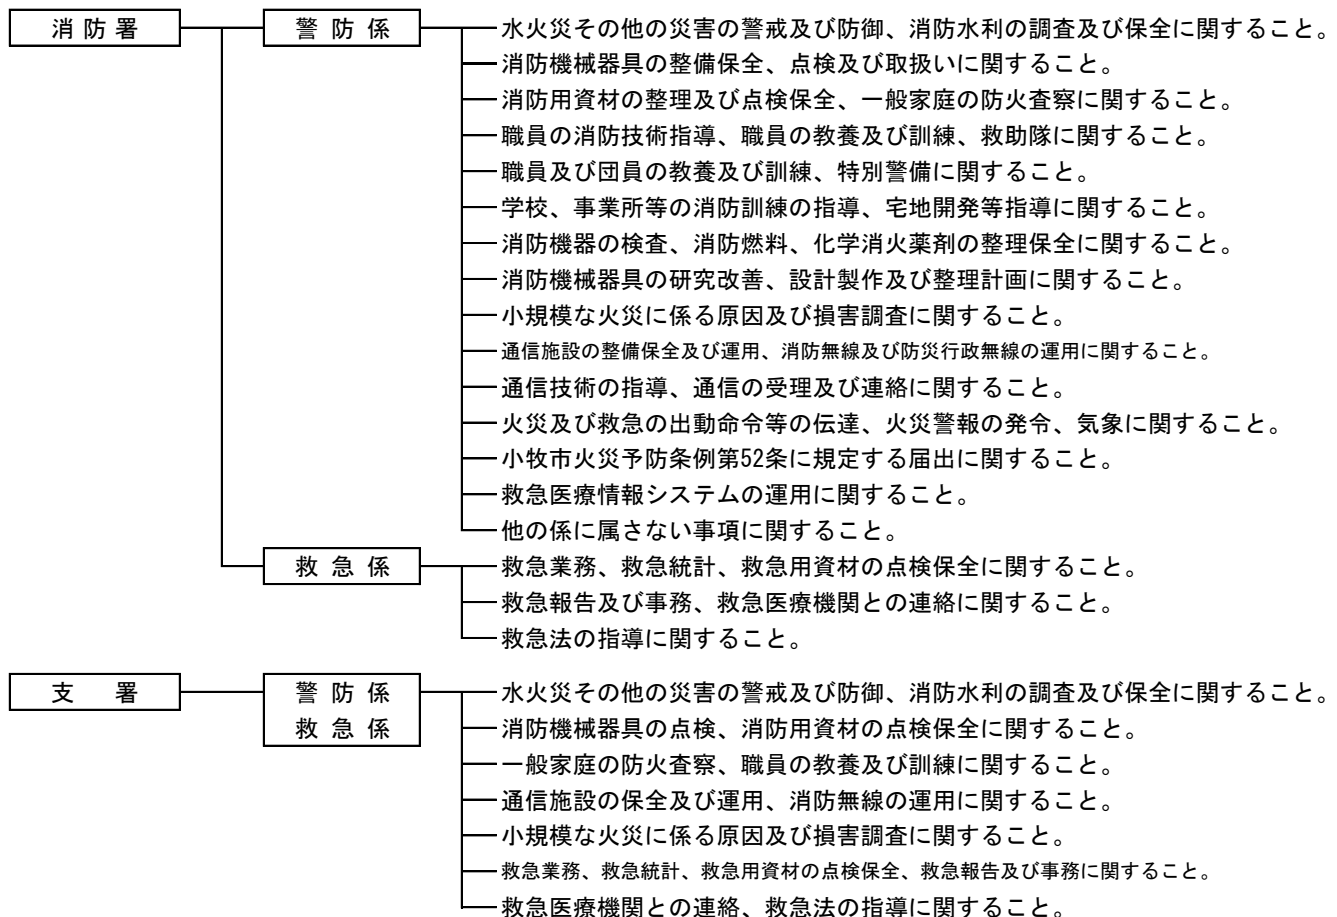 消防署
警防係
水火災その他の災害の警戒及び防御、消防水利の調査及び保全に関すること。
消防機械器具の整備保全、点検及び取扱いに関すること。
消防用資材の整理及び点検保全、一般家庭の防火査察に関すること。
職員の消防技術指導、職員の教養及び訓練、救助隊に関すること。
職員及び団員の教養及び訓練、特別警備に関すること。
学校、事業所等の消防訓練の指導、宅地開発等指導に関すること。
消防機器の検査、消防燃料、化学消火薬剤の整理保全に関すること。
消防機械器具の研究改善、設計製作及び整理計画に関すること。
小規模な火災に係る原因及び損害調査に関すること。
通信施設の整備保全及び運用、消防無線及び防災行政無線の運用に関すること。
通信技術の指導、通信の受理及び連絡に関すること。
火災及び救急の出動命令等の伝達、火災警報の発令、気象に関すること。
小牧市火災予防条例第52条に規定する届出に関すること。
救急医療情報システムの運用に関すること。
他の係に属さない事項に関すること。
救急係
救急業務、救急統計、救急用資材の点検保全に関すること。
救急報告及び事務、救急医療機関との連絡に関すること。
救急法の指導に関すること。
支署
警防係
救急係
水火災その他の災害の警戒及び防御、消防水利の調査及び保全に関すること。
消防機械器具の点検、消防用資材の点検保全に関すること。
一般家庭の防火査察、職員の教養及び訓練に関すること。
通信施設の保全及び運用、消防無線の運用に関すること。
小規模な火災に係る原因及び損害調査に関すること。
救急業務、救急統計、救急用資材の点検保全、救急報告及び事務に関すること。
救急医療機関との連絡、救急法の指導に関すること。